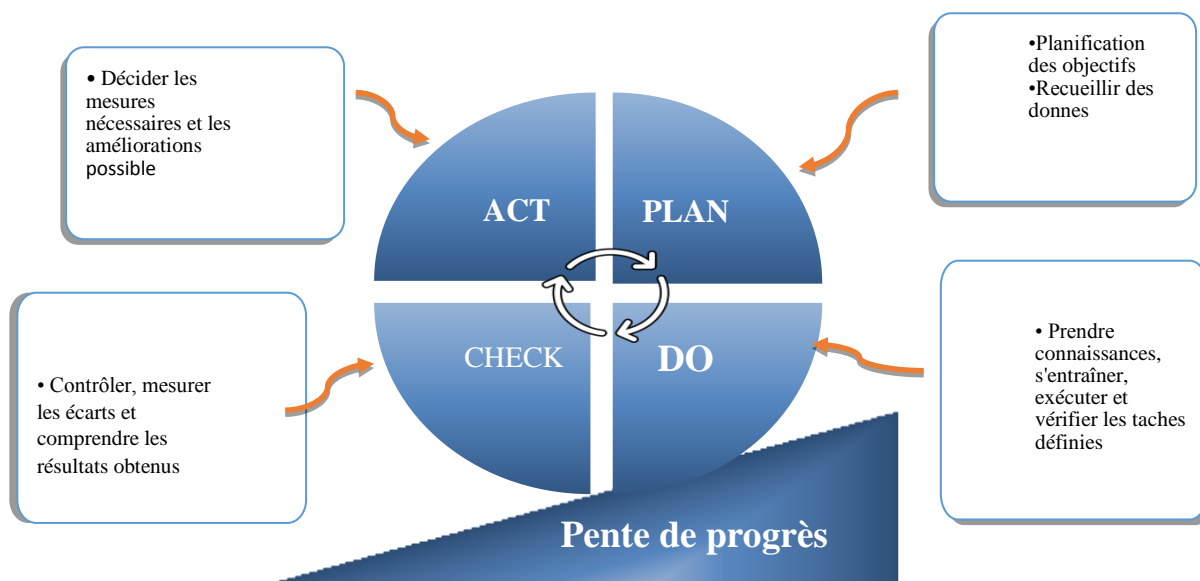 • Décider les
mesures
nécessaires et les
améliorations
possible
•Planification
des objectifs
•Recueillir des
donnes
ACT
PLAN
CHECK
DO
• Contrôler, mesurer
les écarts et
comprendre les
résultats obtenus
• Prendre
connaissances,
s'entraîner,
exécuter et
vérifier les taches
définies
Pente de progrès